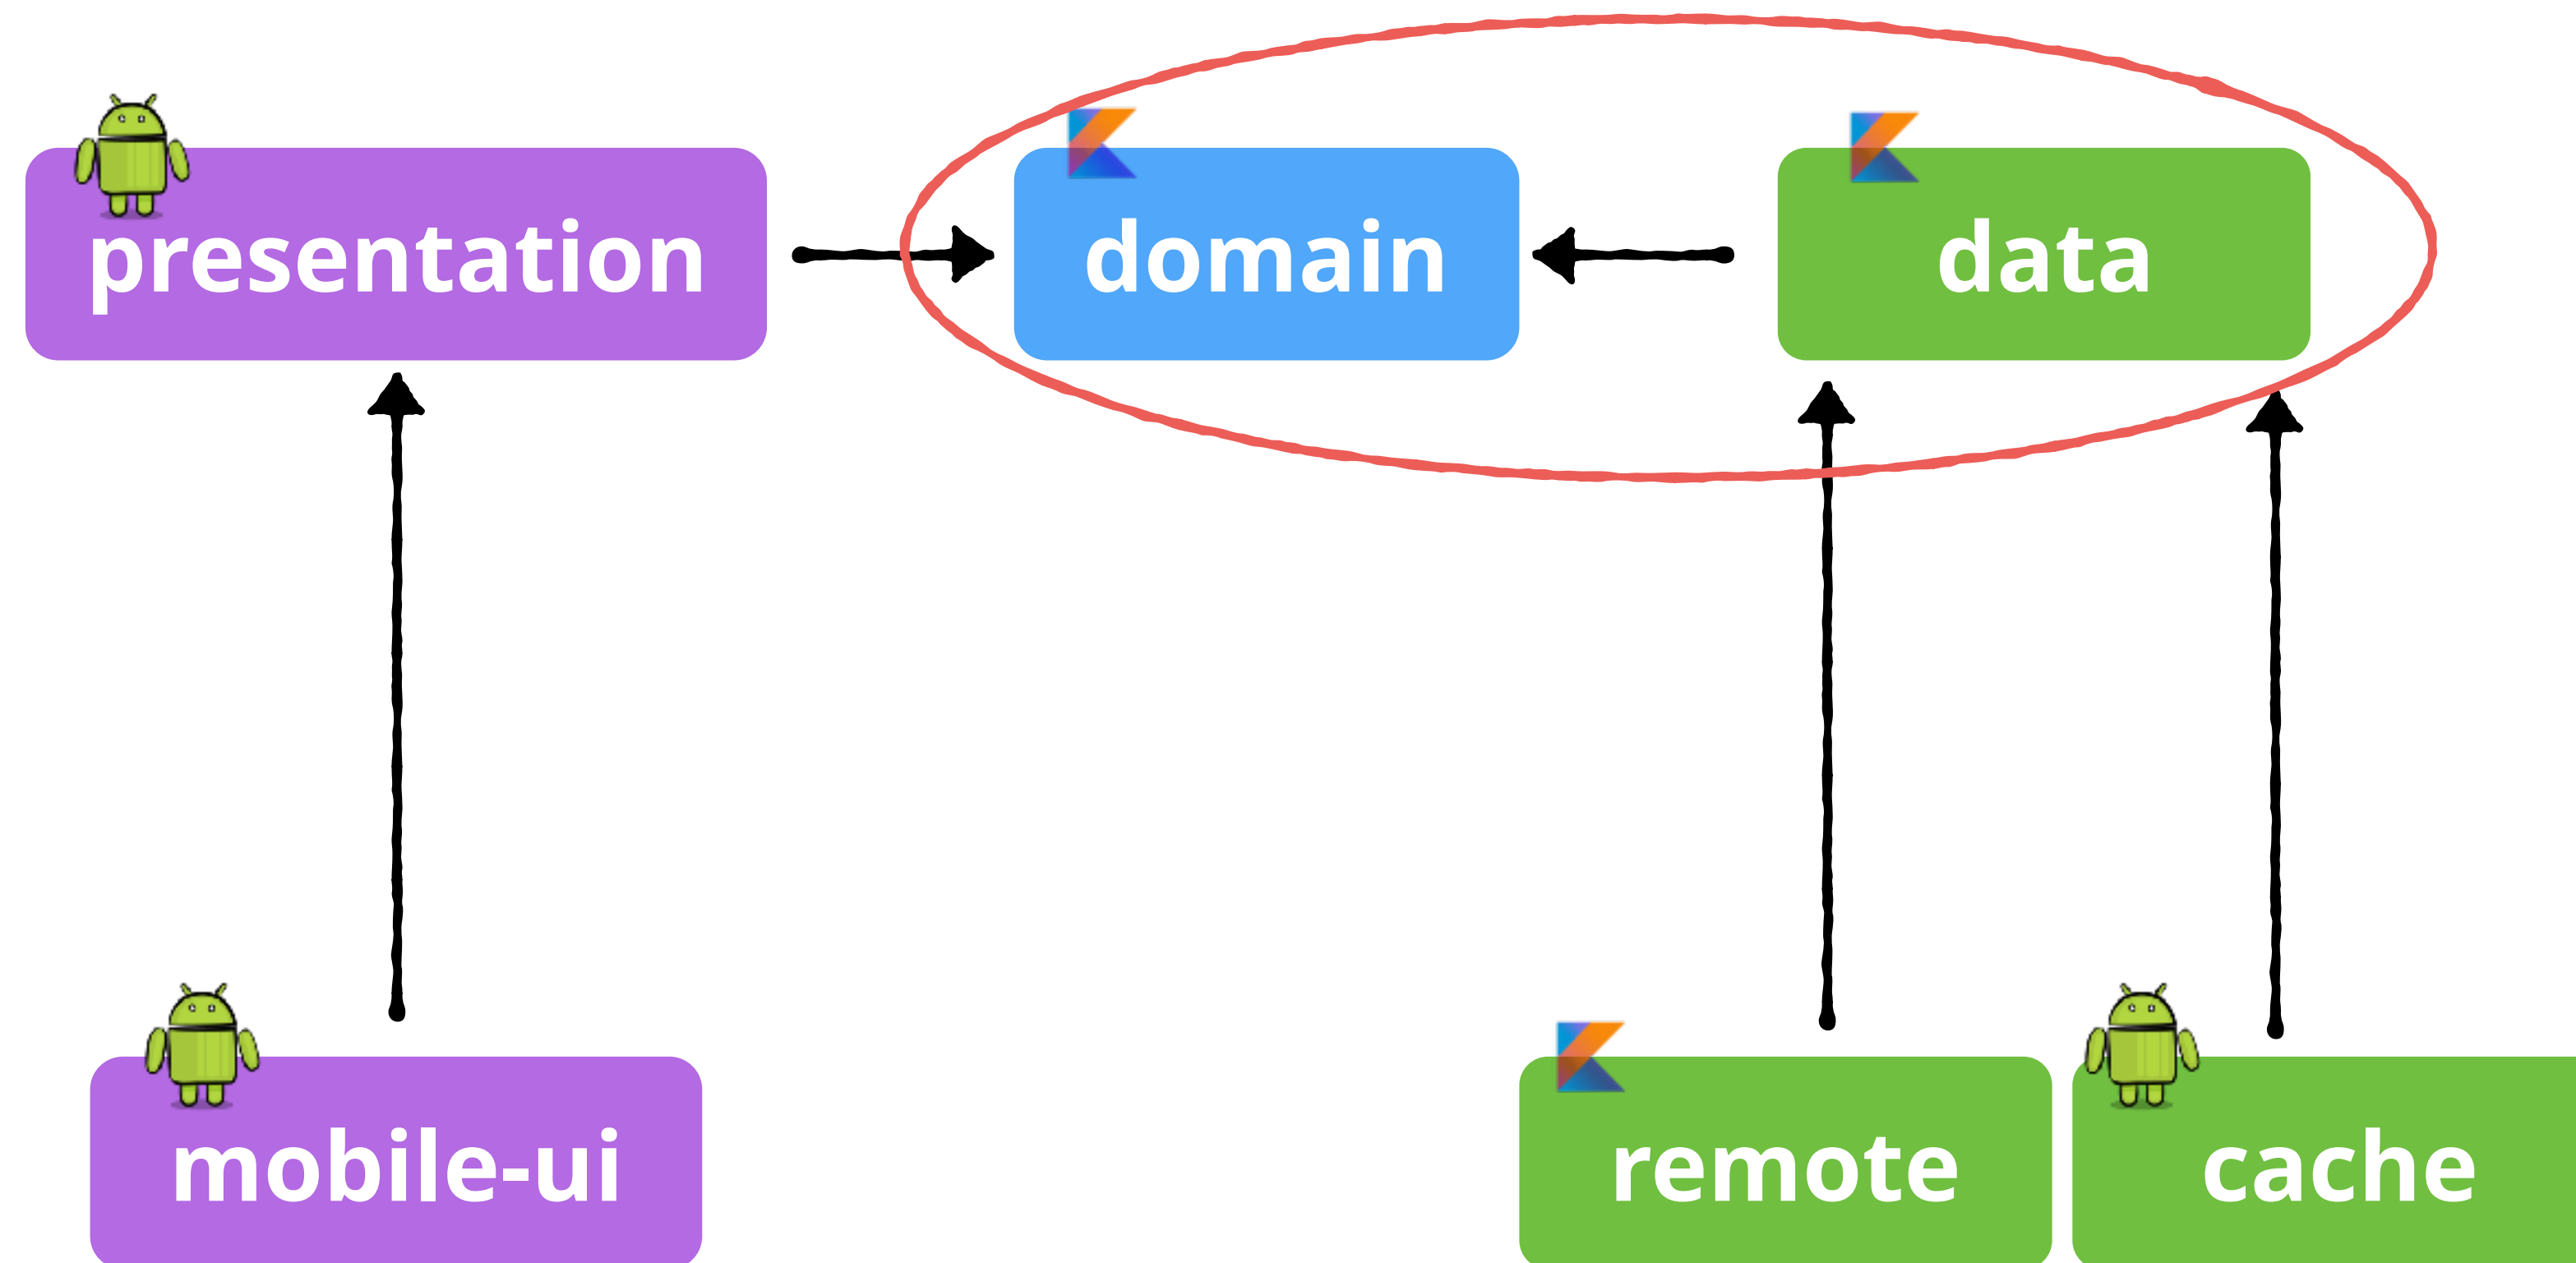 presentation
domain
data
mobile-ui
remote
cache